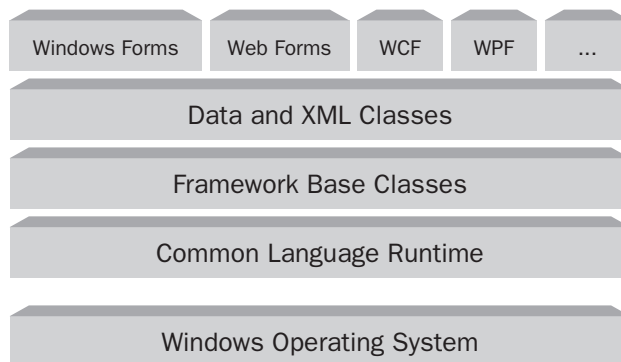 Windows Forms
Web Forms
WCF
WPF
...
Data and XML Classes
Framework Base Classes
Common Language Runtime
Windows Operating System